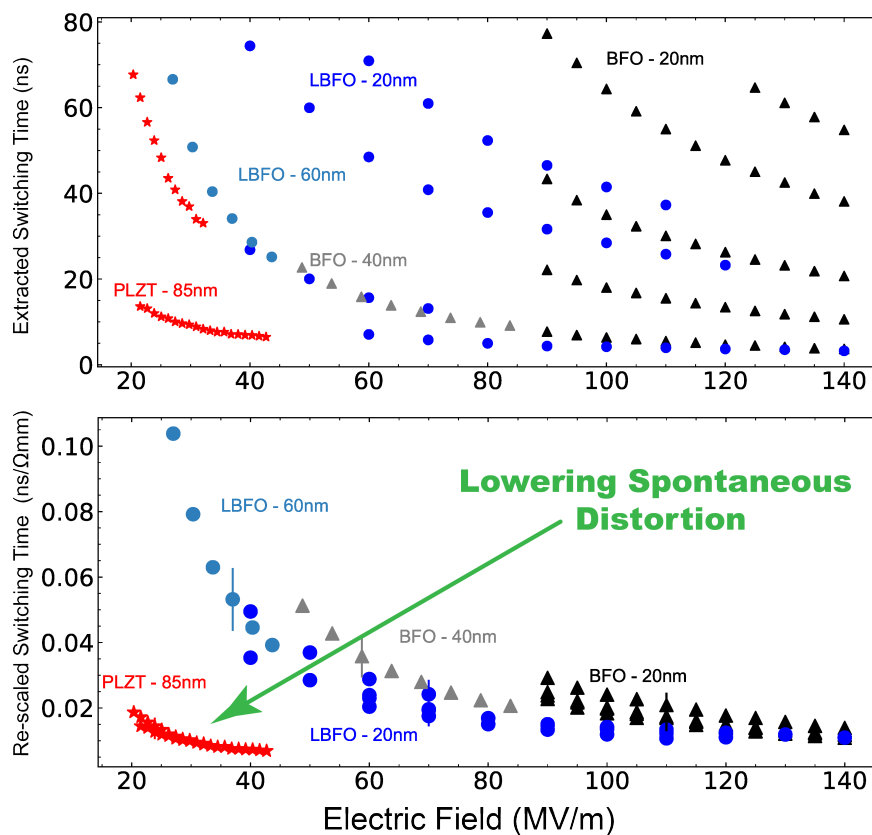 80
60
40
20
0
Extracted Switching Time (ns)
LBFO - 20nm
BFO - 20nm
LBFO - 60nm
BFO - 40nm
PLZT - 85nm
20 40 60 80 100 120 140
0.10
0.08
0.06
0.04
0.02
Re-scaled Switching Time (ns/Ωmm)
LBFO - 60nm
Lowering Spontaneous
Distortion
BFO - 40nm
BFO - 20nm
PLZT - 85nm
LBFO - 20nm
20 40 60 80 100 120 140
Electric Field (MV/m)